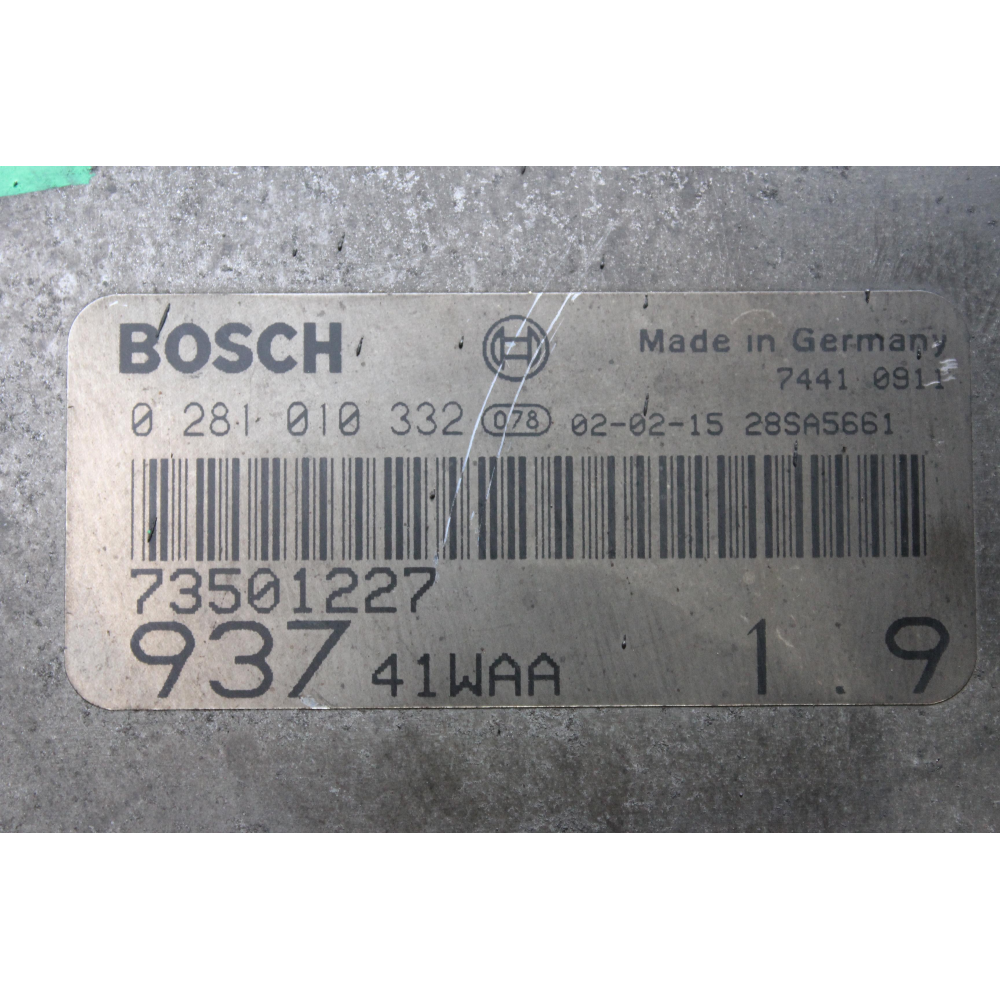 BOSCH Made in Germany
7441 0911
0 281 010 332 078 02-02-15 28SA5661
73501227
937 41WAA 1.9